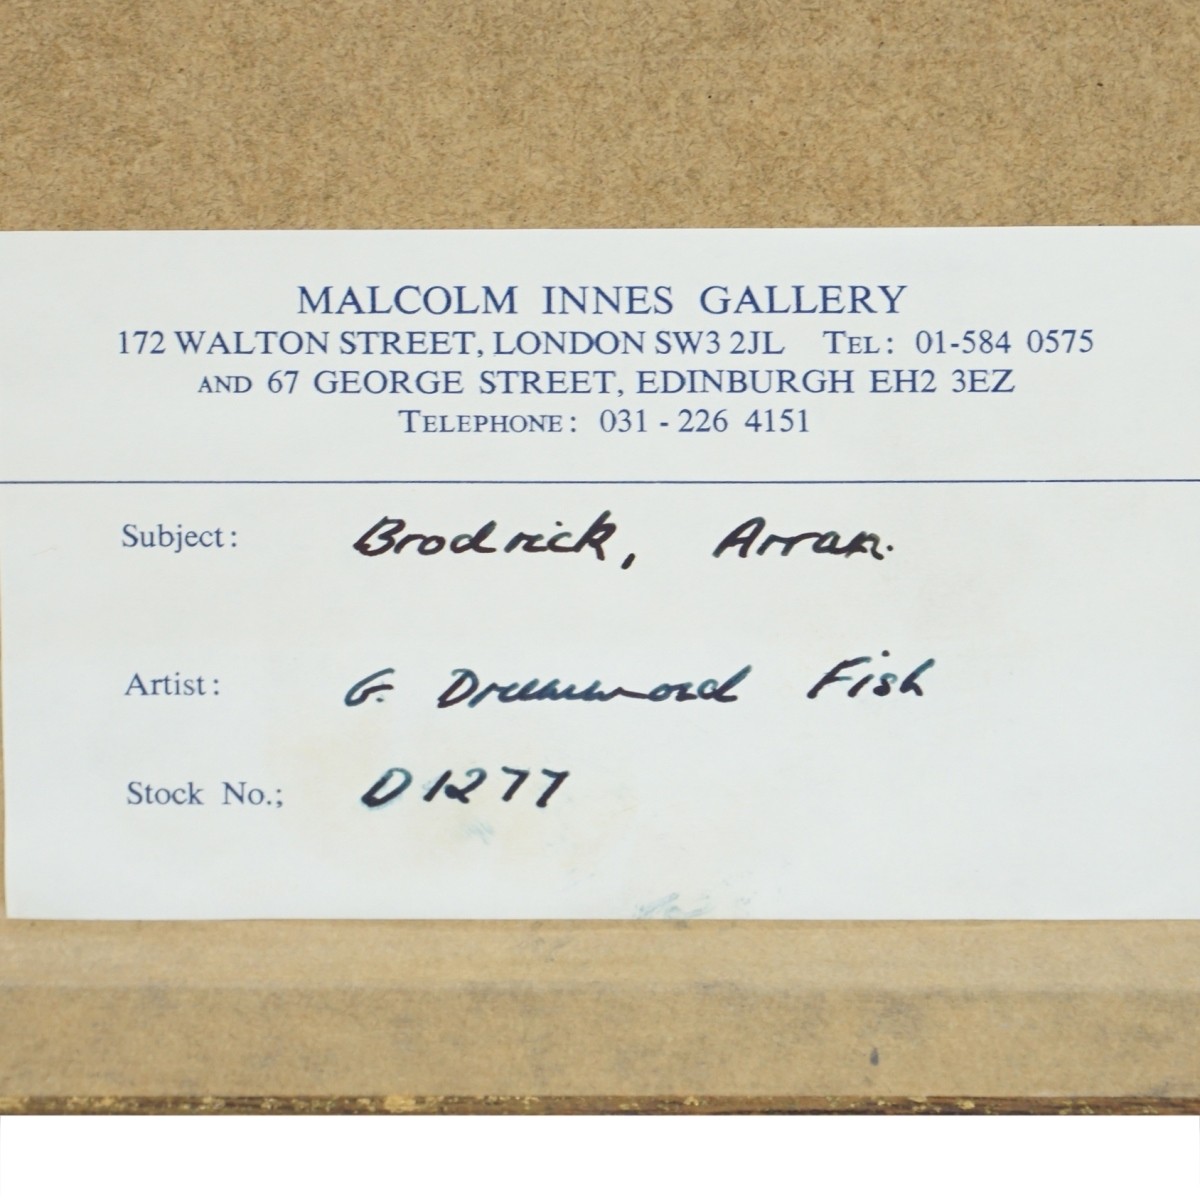 MALCOLM INNES GALLERY
172 WALTON STREET, LONDON SW3 2JL TEL: 01-584 0575
AND 67 GEORGE STREET, EDINBURGH EH2 3EZ
TELEPHONE: 031 - 226 4151
Subject: Brodrick, Arran.
Artist: G. Drummond Fish
Stock No.; D1277